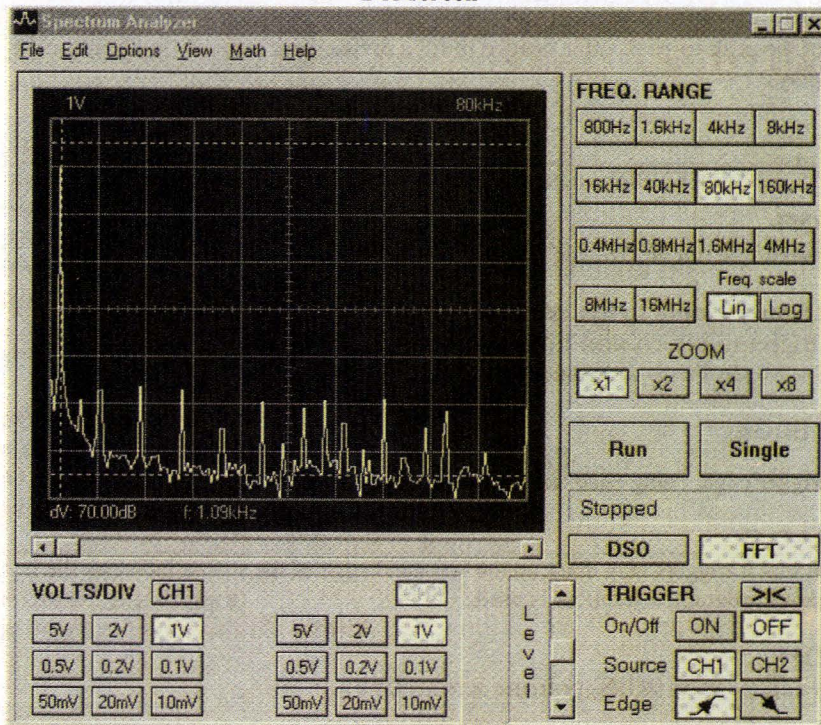 Spectrum Analyzer
File Edit Options View Math Help
1V 80kHz
dV: 70.00dB f: 1.09kHz
FREQ. RANGE
800Hz 1.6kHz 4kHz 8kHz
16kHz 40kHz 80kHz 160kHz
0.4MHz 0.8MHz 1.6MHz 4MHz
Freq. scale
8MHz 16MHz Lin Log
ZOOM
x1 x2 x4 x8
Run Single
Stopped
DSO FFT
VOLTS/DIV CH1
5V 2V 1V 5V 2V 1V
0.5V 0.2V 0.1V 0.5V 0.2V 0.1V
50mV 20mV 10mV 50mV 20mV 10mV
Level
TRIGGER >|<
On/Off ON OFF
Source CH1 CH2
Edge